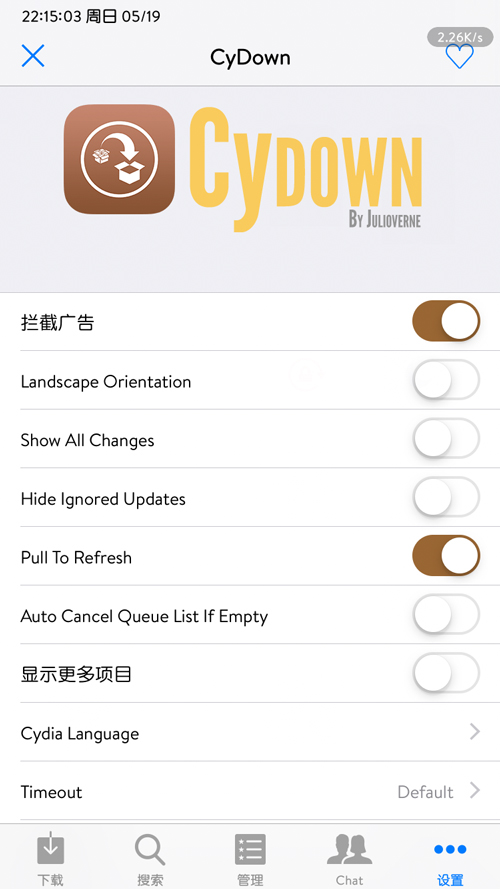 22:15:03 周日 05/19
2.26K/s
CyDown
CYDOWN
BY JULIOVERNE
拦截广告
Landscape Orientation
Show All Changes
Hide Ignored Updates
Pull To Refresh
Auto Cancel Queue List If Empty
显示更多项目
Cydia Language
Timeout Default
下载 搜索 管理 Chat 设置